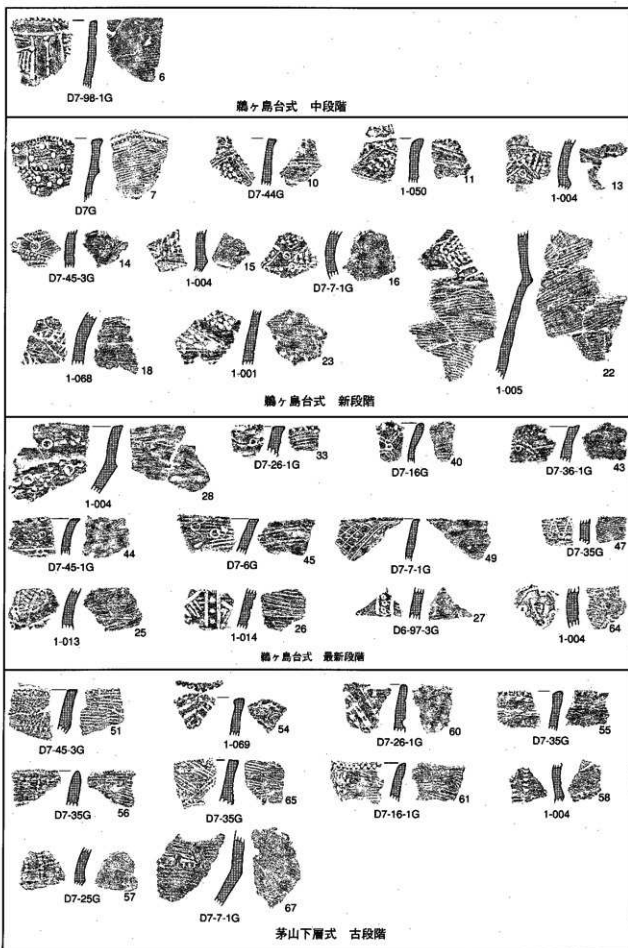 6
D7-98-1G
鵜ヶ島台式 中段階
7 10 11 13
D7G D7-44G 1-050 1-004
14 15 16
D7-45-3G 1-004 D7-7-1G
18 23 22
1-068 1-001 1-005
鵜ヶ島台式 新段階
28 33 40 43
1-004 D7-26-1G D7-16G D7-36-1G
44 45 49 47
D7-45-1G D7-6G D7-7-1G D7-35G
25 26 27 64
1-013 1-014 D6-97-3G 1-004
鵜ヶ島台式 最新段階
51 54 60 55
D7-45-3G 1-069 D7-26-1G D7-35G
56 65 61 58
D7-35G D7-35G D7-16-1G 1-004
57 67
D7-25G D7-7-1G
茅山下層式 古段階